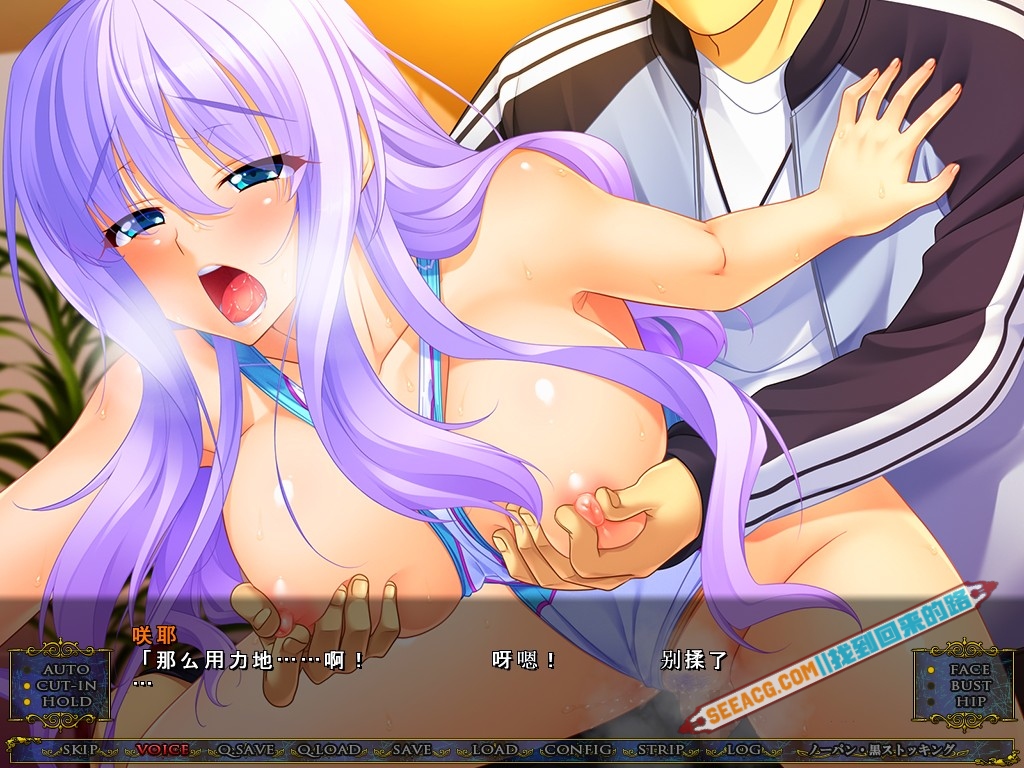 咲耶
「那么用力地……啊！ 呀嗯！ 别揉了
…
AUTO
CUT-IN
HOLD
FACE
BUST
HIP
SEEACG.COM||找到回来的路
SKIP VOICE Q.SAVE Q.LOAD SAVE LOAD CONFIG STRIP LOG ノーパン・黒ストッキング